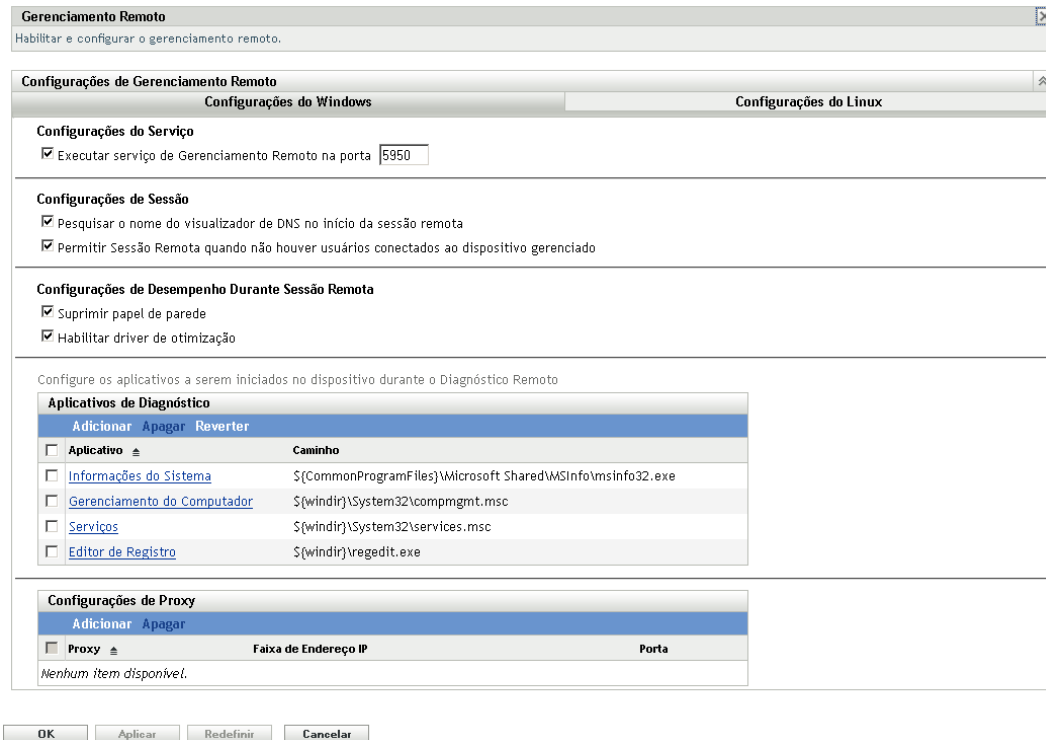 Gerenciamento Remoto
Habilitar e configurar o gerenciamento remoto.
Configurações de Gerenciamento Remoto
Configurações do Windows
Configurações do Linux
Configurações do Serviço
Executar serviço de Gerenciamento Remoto na porta 5950
Configurações de Sessão
Pesquisar o nome do visualizador de DNS no início da sessão remota
Permitir Sessão Remota quando não houver usuários conectados ao dispositivo gerenciado
Configurações de Desempenho Durante Sessão Remota
Suprimir papel de parede
Habilitar driver de otimização
Configure os aplicativos a serem iniciados no dispositivo durante o Diagnóstico Remoto
Aplicativos de Diagnóstico
Adicionar Apagar Reverter
Aplicativo Caminho
Informações do Sistema ${CommonProgramFiles}\Microsoft Shared\MSInfo\msinfo32.exe
Gerenciamento do Computador ${windir}\System32\compmgmt.msc
Serviços ${windir}\System32\services.msc
Editor de Registro ${windir}\regedit.exe
Configurações de Proxy
Adicionar Apagar
Proxy Faixa de Endereço IP Porta
Nenhum item disponível.
OK Aplicar Redefinir Cancelar